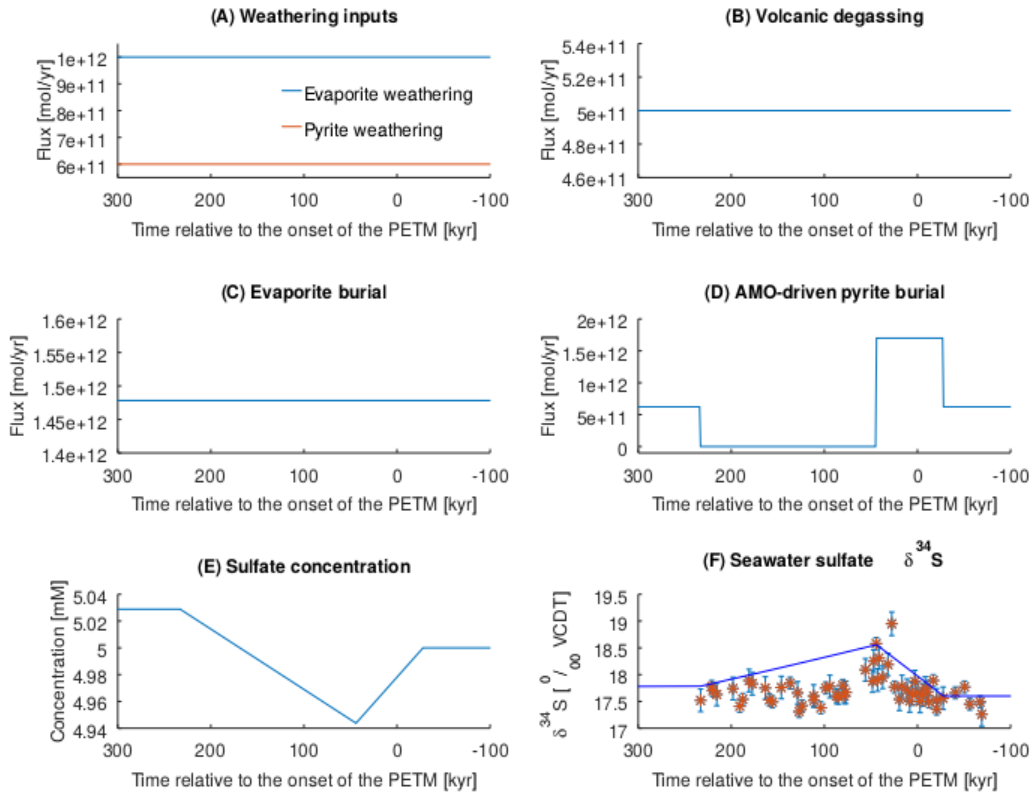 (A) Weathering inputs
Flux [mol/yr]
1e+12
9e+11
8e+11
7e+11
6e+11
Evaporite weathering
Pyrite weathering
300 200 100 0 -100
Time relative to the onset of the PETM [kyr]
(B) Volcanic degassing
Flux [mol/yr]
5.4e+11
5.2e+11
5e+11
4.8e+11
4.6e+11
300 200 100 0 -100
Time relative to the onset of the PETM [kyr]
(C) Evaporite burial
Flux [mol/yr]
1.6e+12
1.55e+12
1.5e+12
1.45e+12
1.4e+12
300 200 100 0 -100
Time relative to the onset of the PETM [kyr]
(D) AMO-driven pyrite burial
Flux [mol/yr]
2e+12
1.5e+12
1e+12
5e+11
0
300 200 100 0 -100
Time relative to the onset of the PETM [kyr]
(E) Sulfate concentration
Concentration [mM]
5.04
5.02
5
4.98
4.96
4.94
300 200 100 0 -100
Time relative to the onset of the PETM [kyr]
(F) Seawater sulfate δ ³⁴S
δ ³⁴ S [ ⁰/₀₀ VCDT]
19.5
19
18.5
18
17.5
17
300 200 100 0 -100
Time relative to the onset of the PETM [kyr]